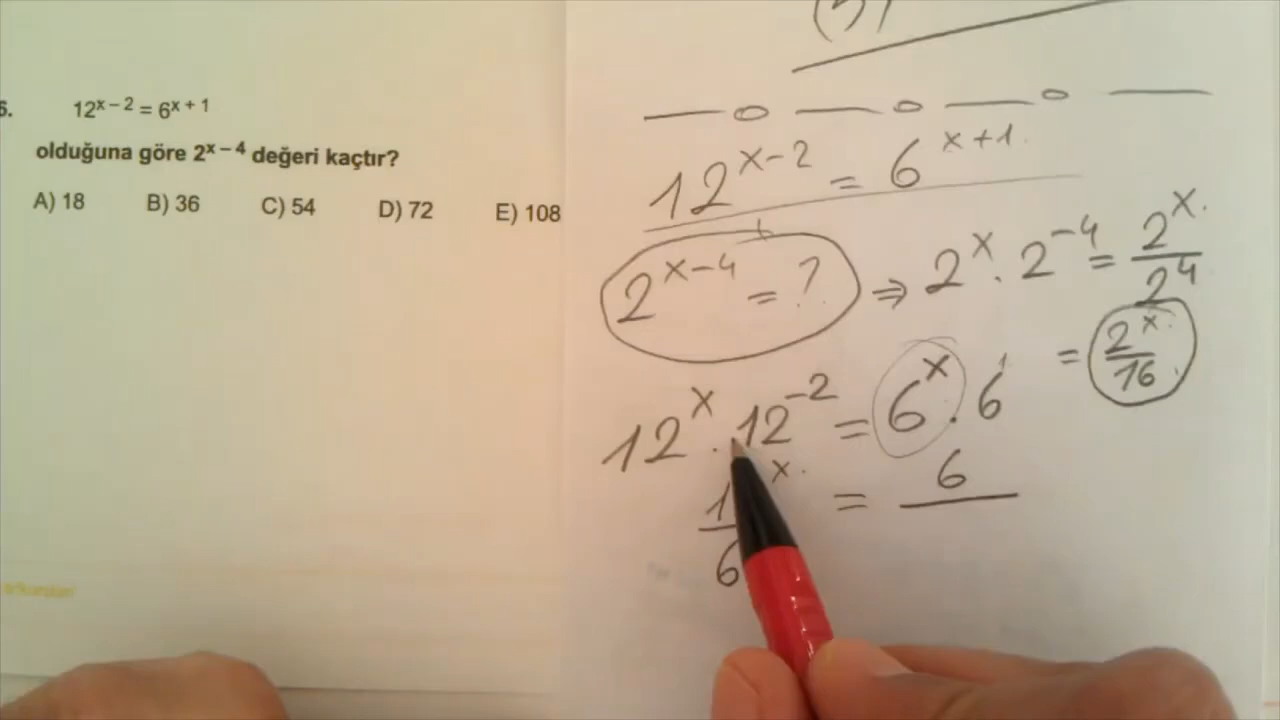 6. 12^{x-2} = 6^{x+1}
olduğuna göre 2^{x-4} değeri kaçtır?
A) 18 B) 36 C) 54 D) 72 E) 108
12^{x-2} = 6^{x+1}
2^{x-4} = ? ⇒ 2^x . 2^{-4} = 2^x / 2^4
= 2^x / 16
12^x . 12^{-2} = 6^x . 6^1
x = 6
6